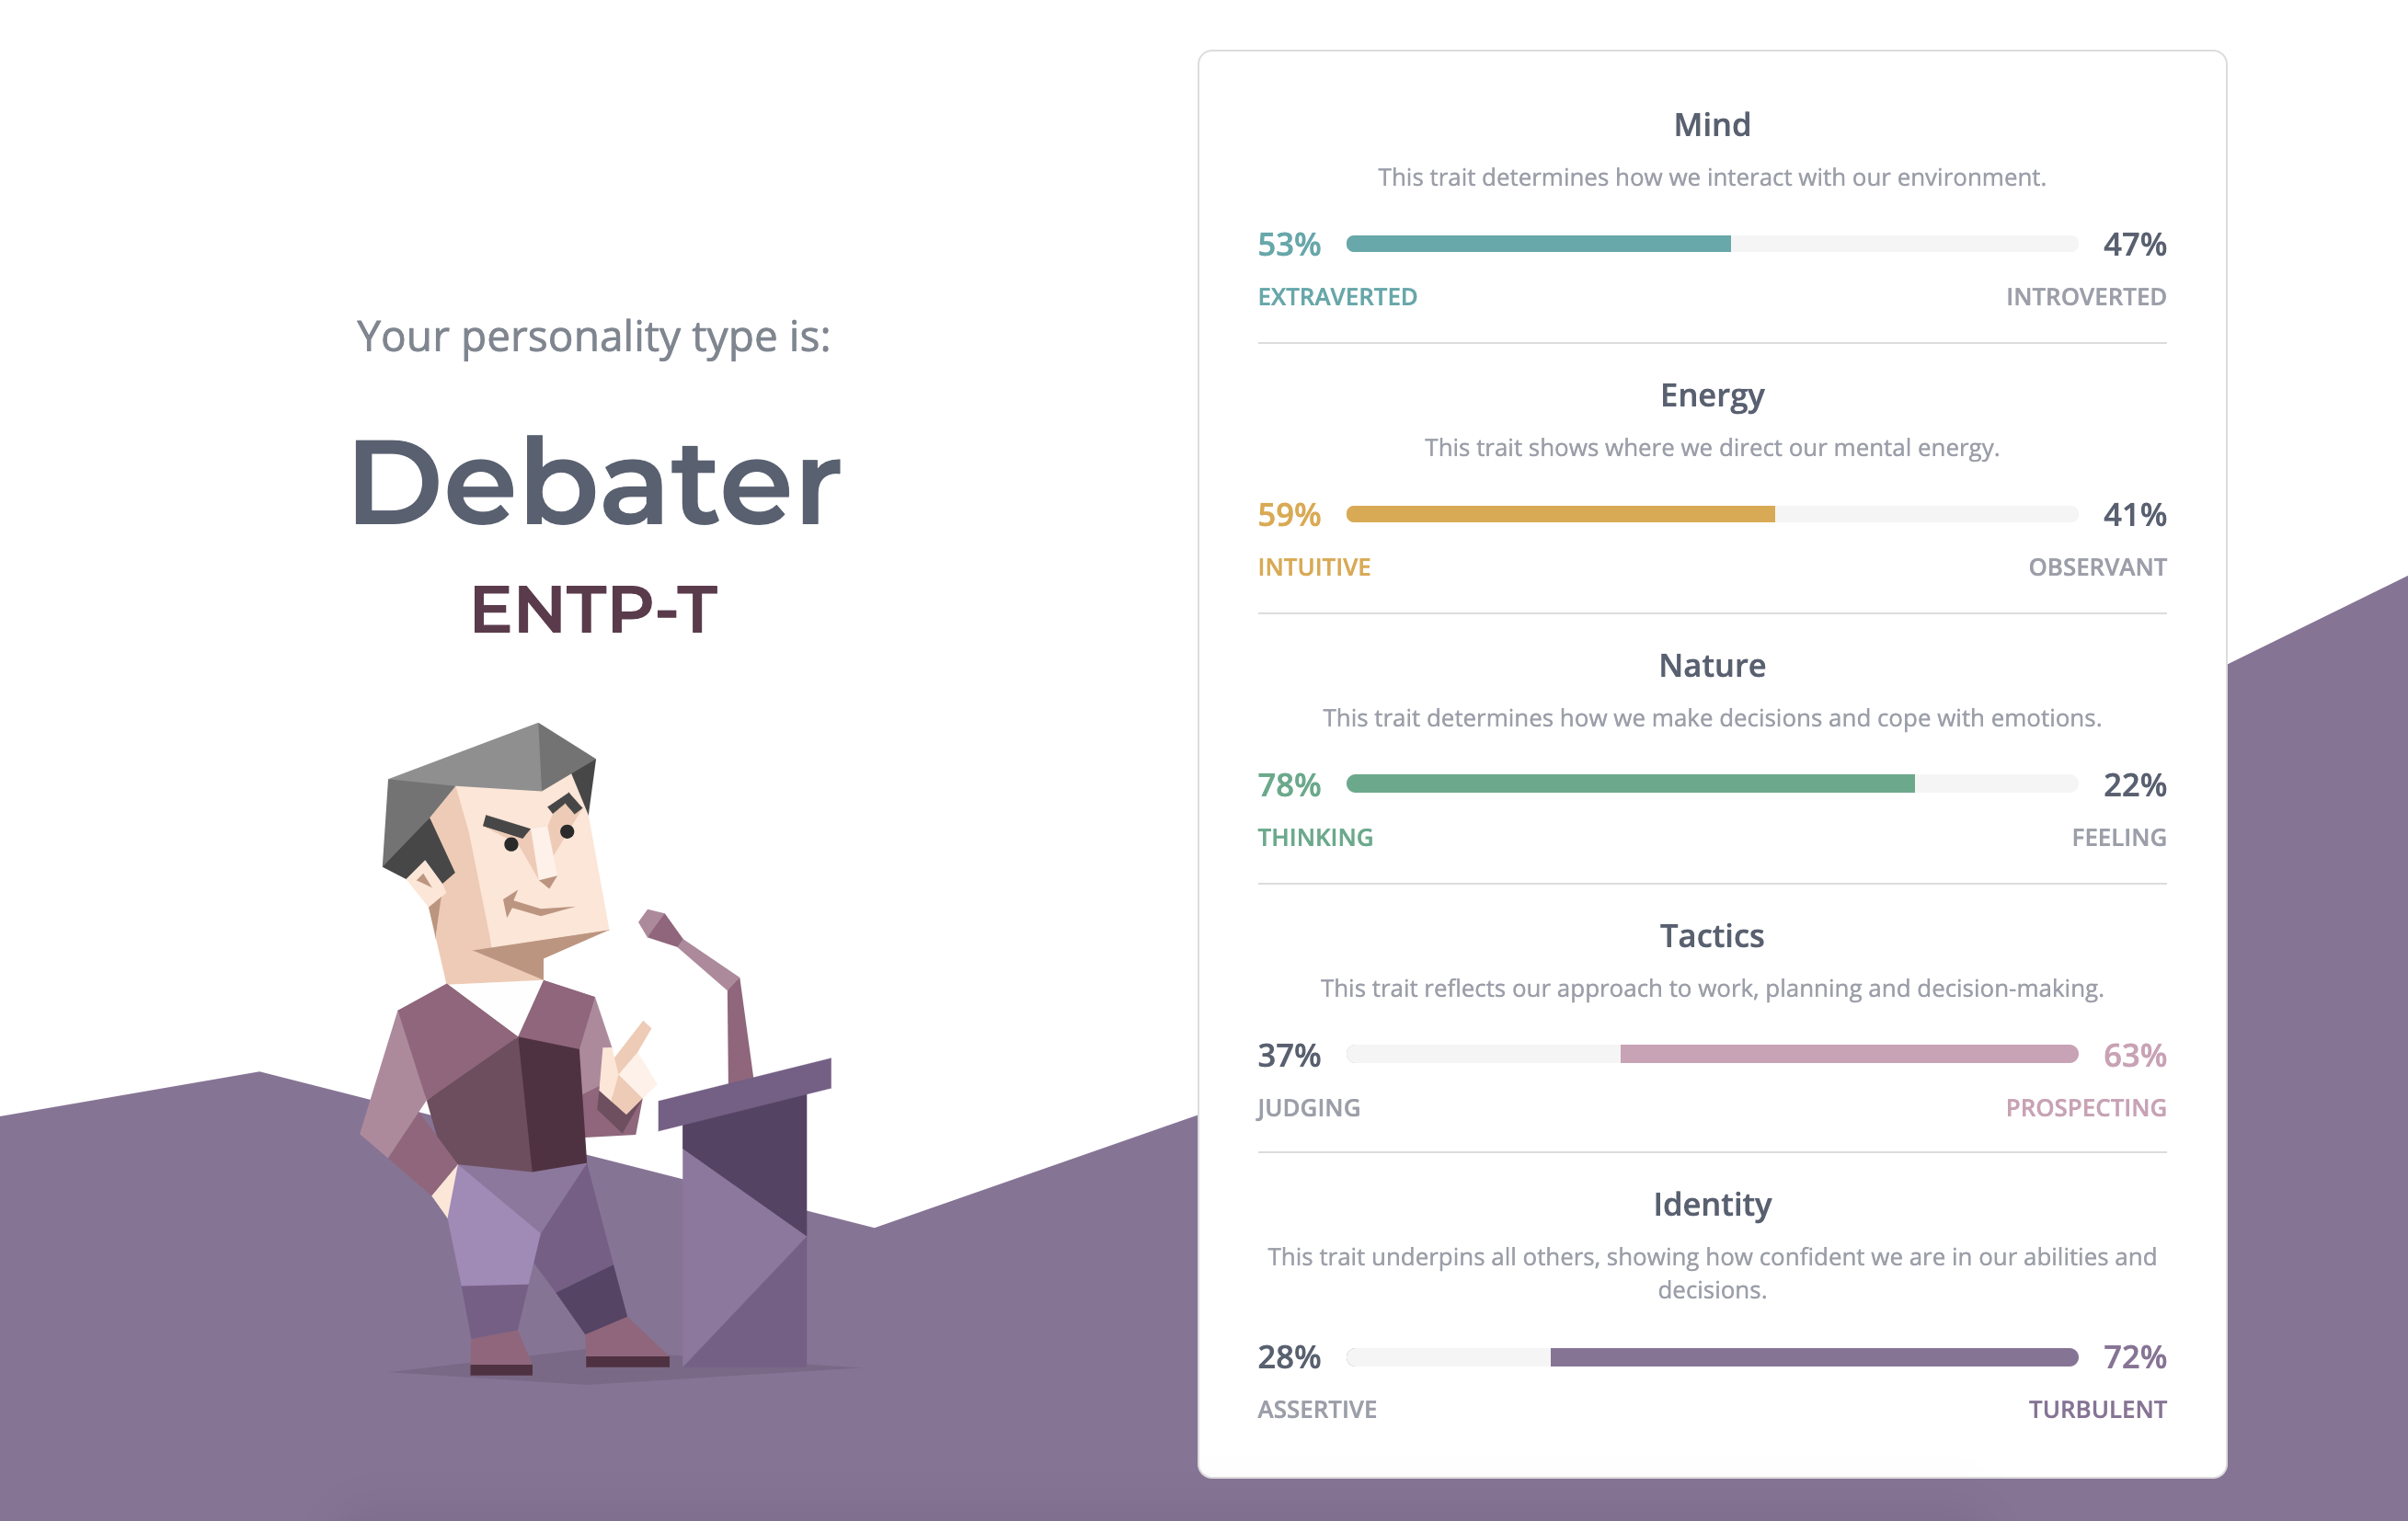 Your personality type is:
Debater
ENTP-T
Mind
This trait determines how we interact with our environment.
53% 47%
EXTRAVERTED INTROVERTED
Energy
This trait shows where we direct our mental energy.
59% 41%
INTUITIVE OBSERVANT
Nature
This trait determines how we make decisions and cope with emotions.
78% 22%
THINKING FEELING
Tactics
This trait reflects our approach to work, planning and decision-making.
37% 63%
JUDGING PROSPECTING
Identity
This trait underpins all others, showing how confident we are in our abilities and
decisions.
28% 72%
ASSERTIVE TURBULENT